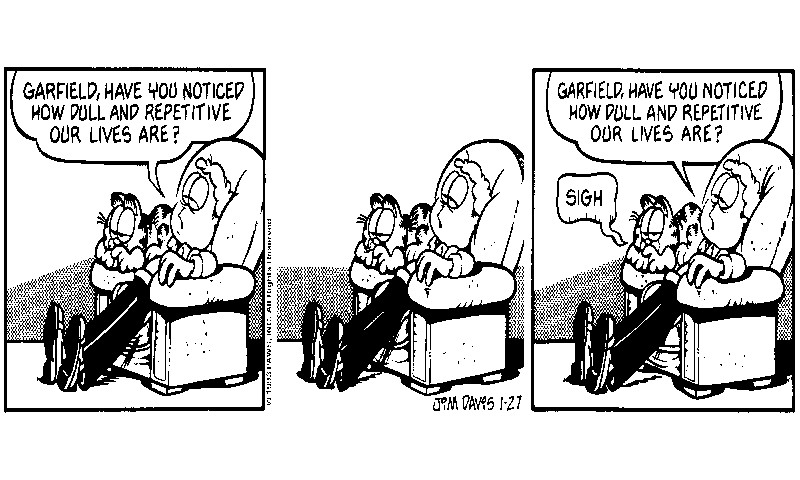 GARFIELD, HAVE YOU NOTICED
HOW DULL AND REPETITIVE
OUR LIVES ARE?
JIM DAVIS 1-27
GARFIELD, HAVE YOU NOTICED
HOW DULL AND REPETITIVE
OUR LIVES ARE?
SIGH